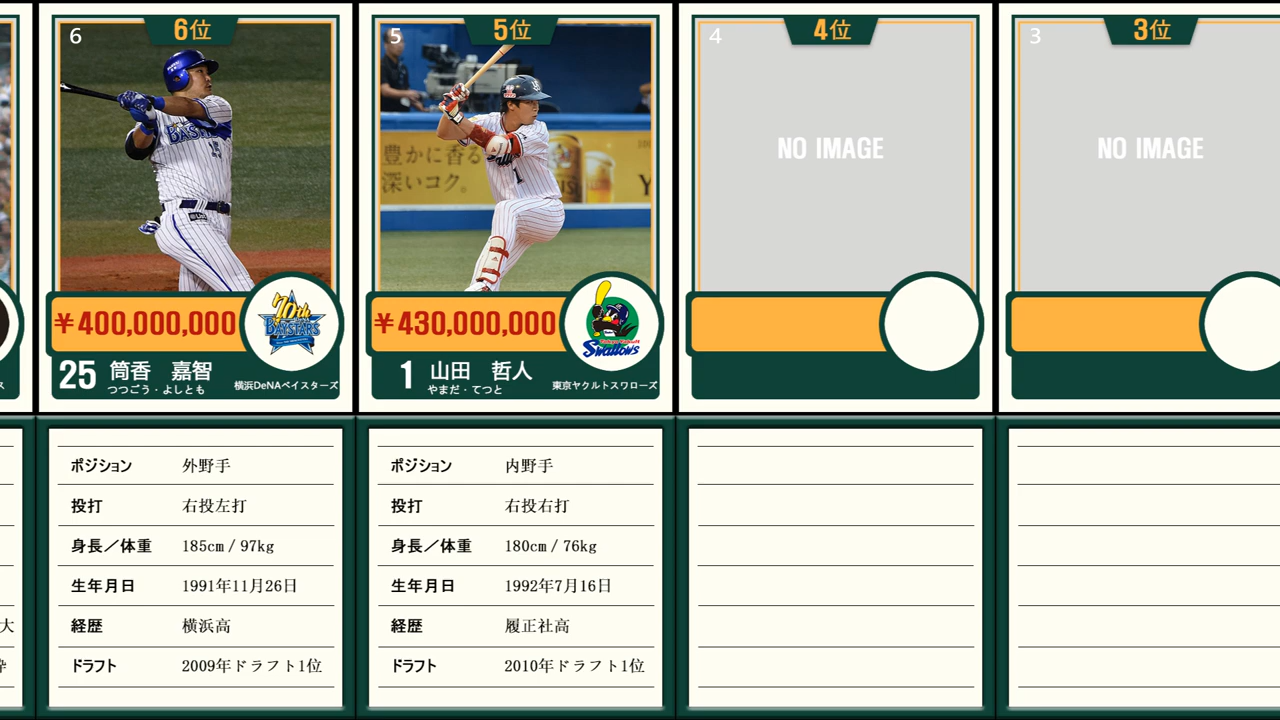 6
6位
BAYS
15
¥400,000,000
70th
BAYSTARS
25 筒香 嘉智
つつごう・よしとも
横浜DeNAベイスターズ
ポジション 外野手
投打 右投左打
身長／体重 185cm / 97kg
生年月日 1991年11月26日
経歴 横浜高
ドラフト 2009年ドラフト1位
5
5位
豊かに香る
深いコク。
1
¥430,000,000
Swallows
1 山田 哲人
やまだ・てつと
東京ヤクルトスワローズ
ポジション 内野手
投打 右投右打
身長／体重 180cm / 76kg
生年月日 1992年7月16日
経歴 履正社高
ドラフト 2010年ドラフト1位
4
4位
NO IMAGE
3
3位
NO IMAGE
ス
大